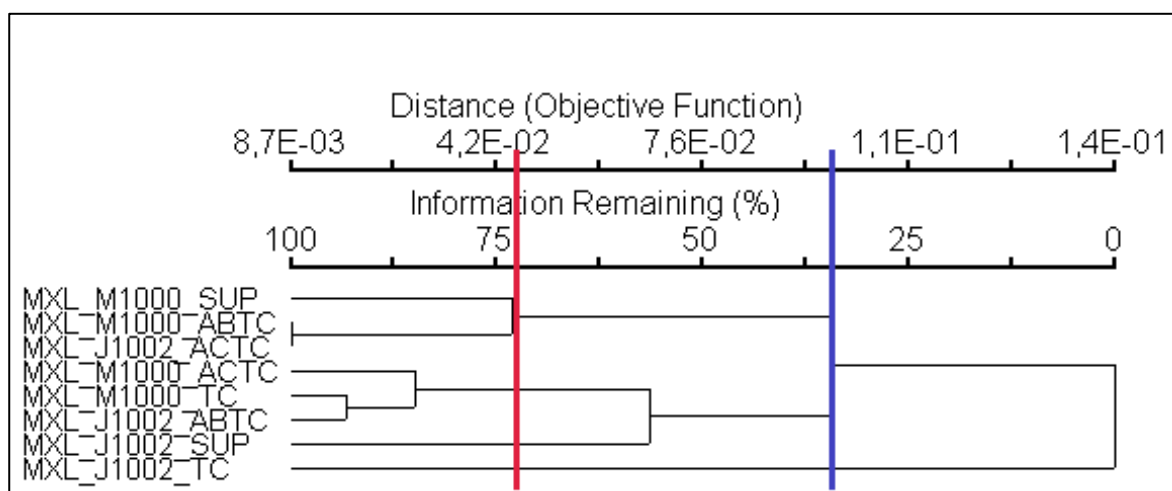 Distance (Objective Function)
8,7E-03 4,2E-02 7,6E-02 1,1E-01 1,4E-01
Information Remaining (%)
100 75 50 25 0
MXL_M1000_SUP
MXL_M1000_ABTC
MXL_J1002_ACTC
MXL_M1000_ACTC
MXL_M1000_TC
MXL_J1002_ABTC
MXL_J1002_SUP
MXL_J1002_TC